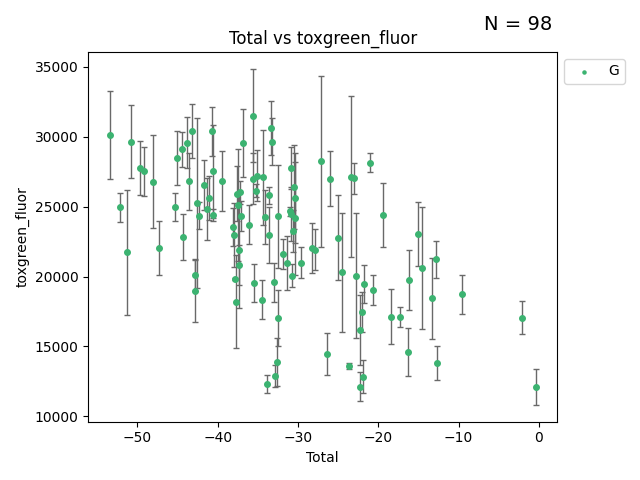 N = 98
Total vs toxgreen_fluor
G
toxgreen_fluor
35000
30000
25000
20000
15000
10000
−50 −40 −30 −20 −10 0
Total